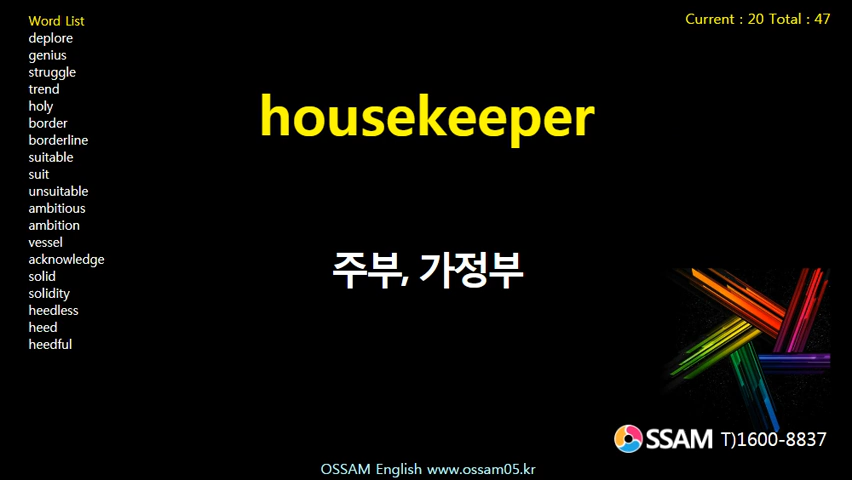 Word List
deplore
genius
struggle
trend
holy
border
borderline
suitable
suit
unsuitable
ambitious
ambition
vessel
acknowledge
solid
solidity
heedless
heed
heedful
Current : 20 Total : 47
housekeeper
주부, 가정부
OSSAM T)1600-8837
OSSAM English www.ossam05.kr